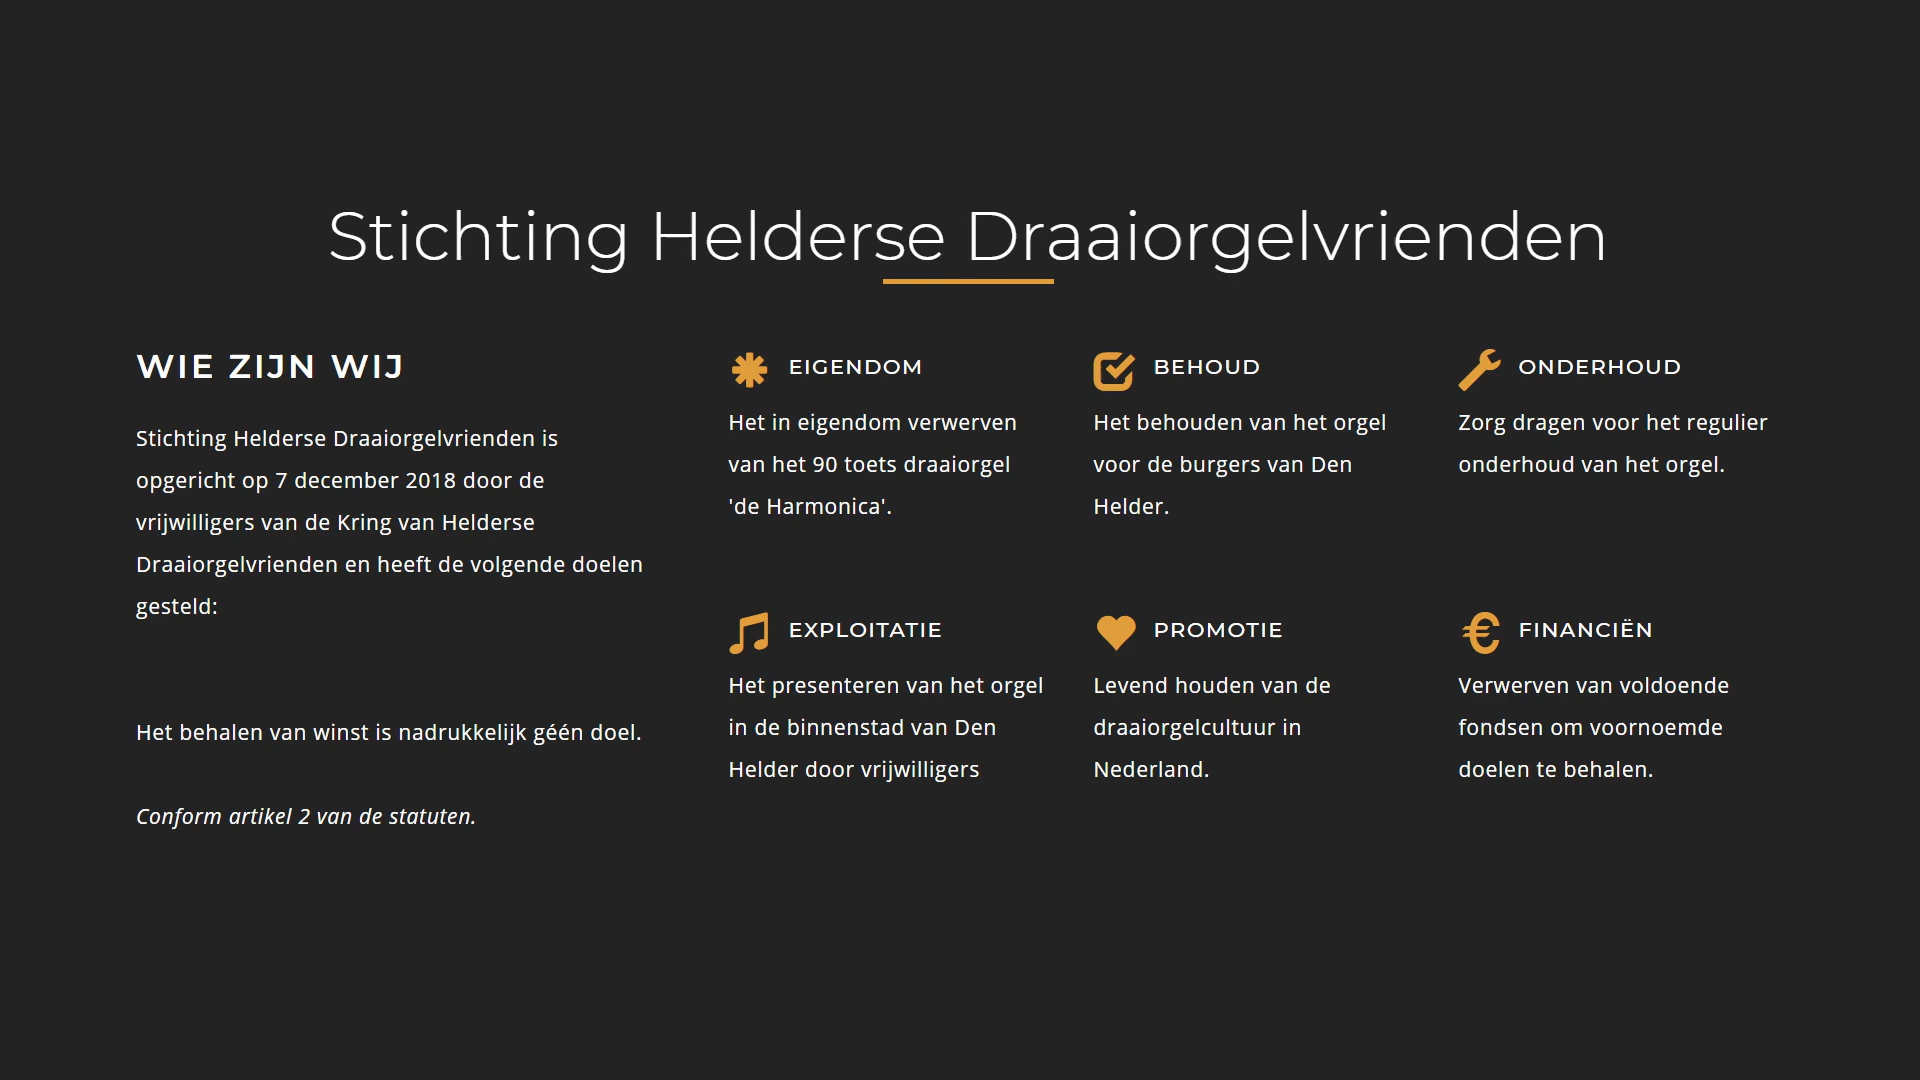 Stichting Helderse Draaiorgelvrienden
WIE ZIJN WIJ
Stichting Helderse Draaiorgelvrienden is
opgericht op 7 december 2018 door de
vrijwilligers van de Kring van Helderse
Draaiorgelvrienden en heeft de volgende doelen
gesteld:
Het behalen van winst is nadrukkelijk géén doel.
Conform artikel 2 van de statuten.
EIGENDOM
Het in eigendom verwerven
van het 90 toets draaiorgel
'de Harmonica'.
BEHOUD
Het behouden van het orgel
voor de burgers van Den
Helder.
ONDERHOUD
Zorg dragen voor het regulier
onderhoud van het orgel.
EXPLOITATIE
Het presenteren van het orgel
in de binnenstad van Den
Helder door vrijwilligers
PROMOTIE
Levend houden van de
draaiorgelcultuur in
Nederland.
FINANCIËN
Verwerven van voldoende
fondsen om voornoemde
doelen te behalen.